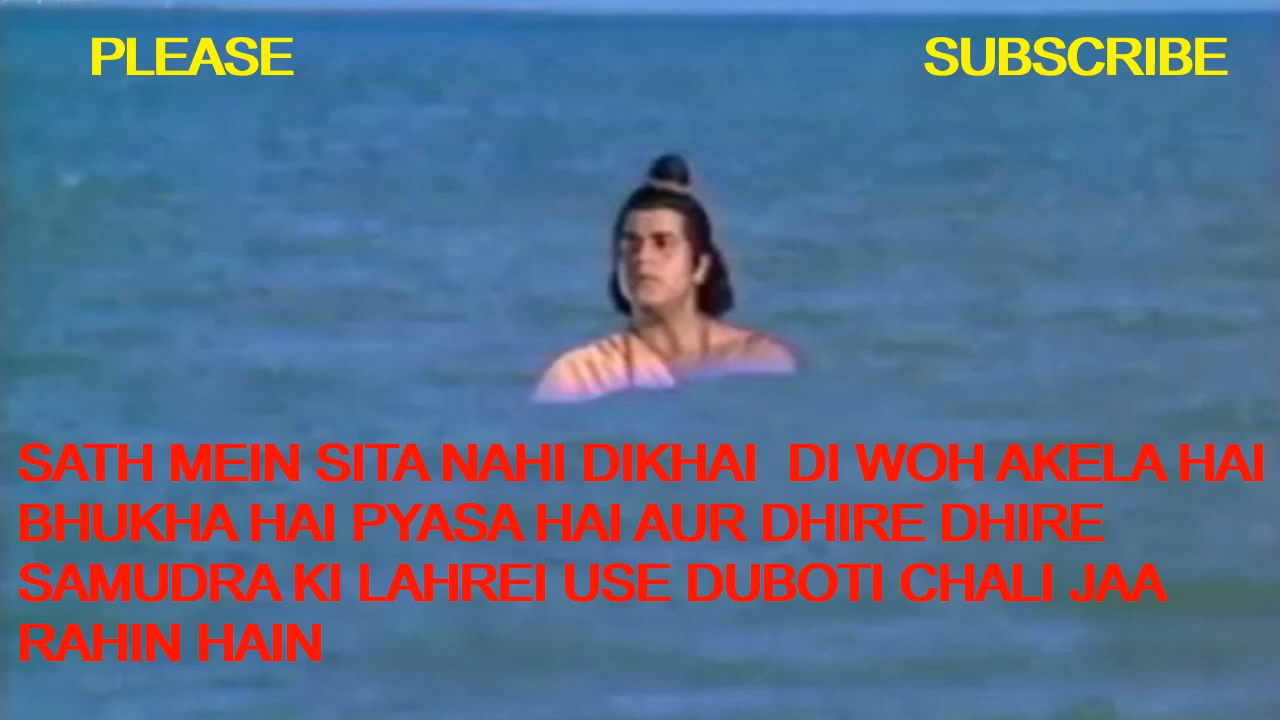 PLEASE SUBSCRIBE
SATH MEIN SITA NAHI DIKHAI DI WOH AKELA HAI
BHUKHA HAI PYASA HAI AUR DHIRE DHIRE
SAMUDRA KI LAHREI USE DUBOTI CHALI JAA
RAHIN HAIN